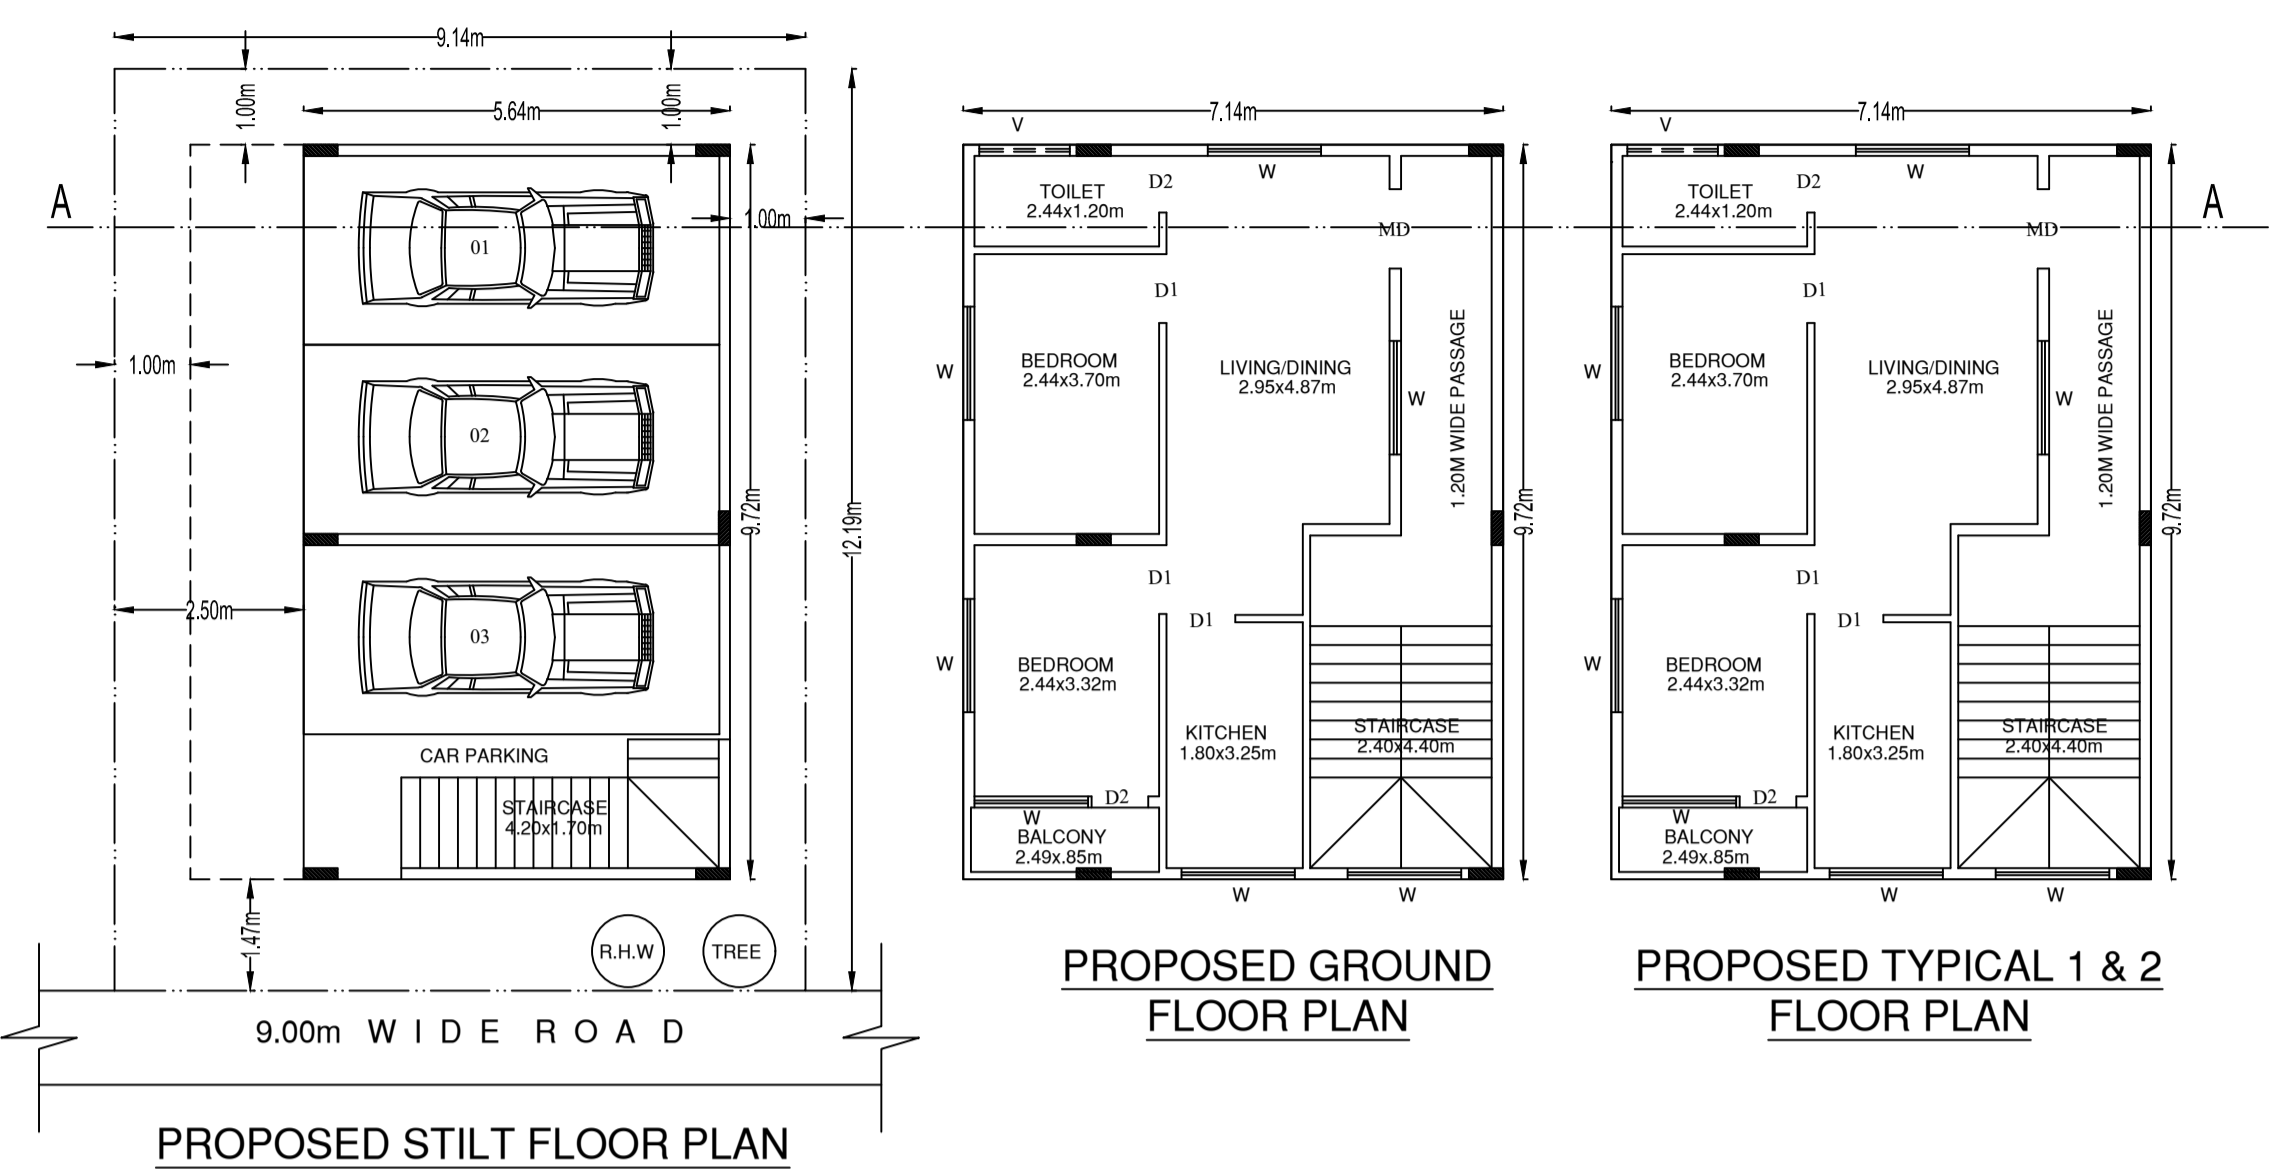 9.14m
1.00m
1.00m
5.64m
A
01
1.00m
1.00m
02
9.72m
12.19m
2.50m
03
CAR PARKING
STAIRCASE
4.20x1.70m
1.47m
R.H.W
TREE
9.00m WIDE ROAD
PROPOSED STILT FLOOR PLAN
7.14m
V
W
TOILET
2.44x1.20m
D2
MD
D1
W
BEDROOM
2.44x3.70m
LIVING/DINING
2.95x4.87m
W
1.20M WIDE PASSAGE
9.72m
D1
D1
W
BEDROOM
2.44x3.32m
KITCHEN
1.80x3.25m
STAIRCASE
2.40x4.40m
D2
W
BALCONY
2.49x.85m
W
W
PROPOSED GROUND
FLOOR PLAN
7.14m
V
W
TOILET
2.44x1.20m
D2
A
MD
D1
W
BEDROOM
2.44x3.70m
LIVING/DINING
2.95x4.87m
W
1.20M WIDE PASSAGE
9.72m
D1
D1
W
BEDROOM
2.44x3.32m
KITCHEN
1.80x3.25m
STAIRCASE
2.40x4.40m
D2
W
BALCONY
2.49x.85m
W
W
PROPOSED TYPICAL 1 & 2
FLOOR PLAN